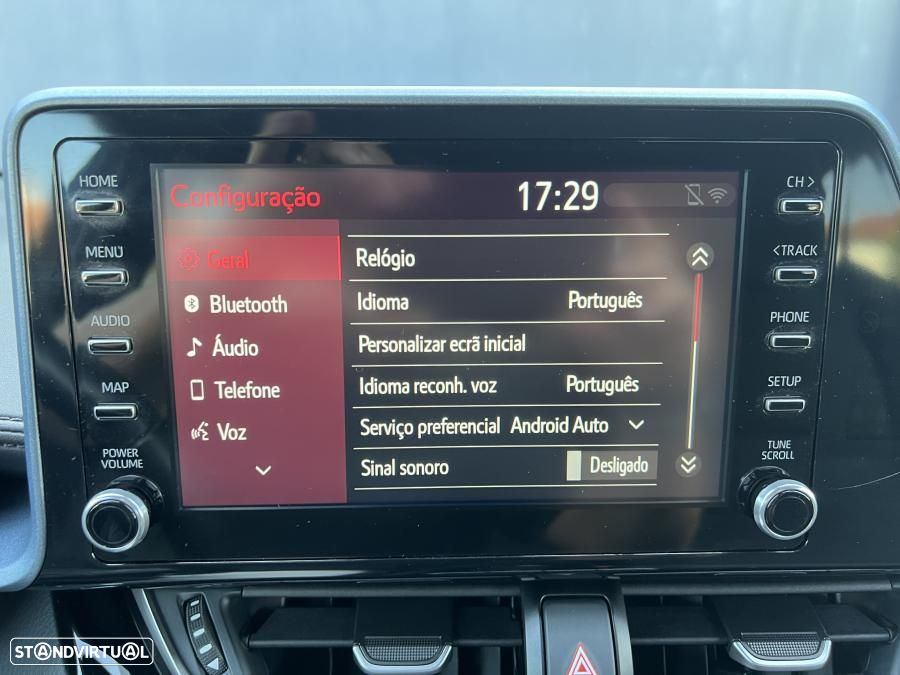 HOME
MENU
AUDIO
MAP
POWER
VOLUME
Configuração
17:29
Geral
Bluetooth
Áudio
Telefone
Voz
Relógio
Idioma Português
Personalizar ecrã inicial
Idioma reconh. voz Português
Serviço preferencial Android Auto
Sinal sonoro Desligado
CH >
< TRACK
PHONE
SETUP
TUNE
SCROLL
STANDVIRTUAL